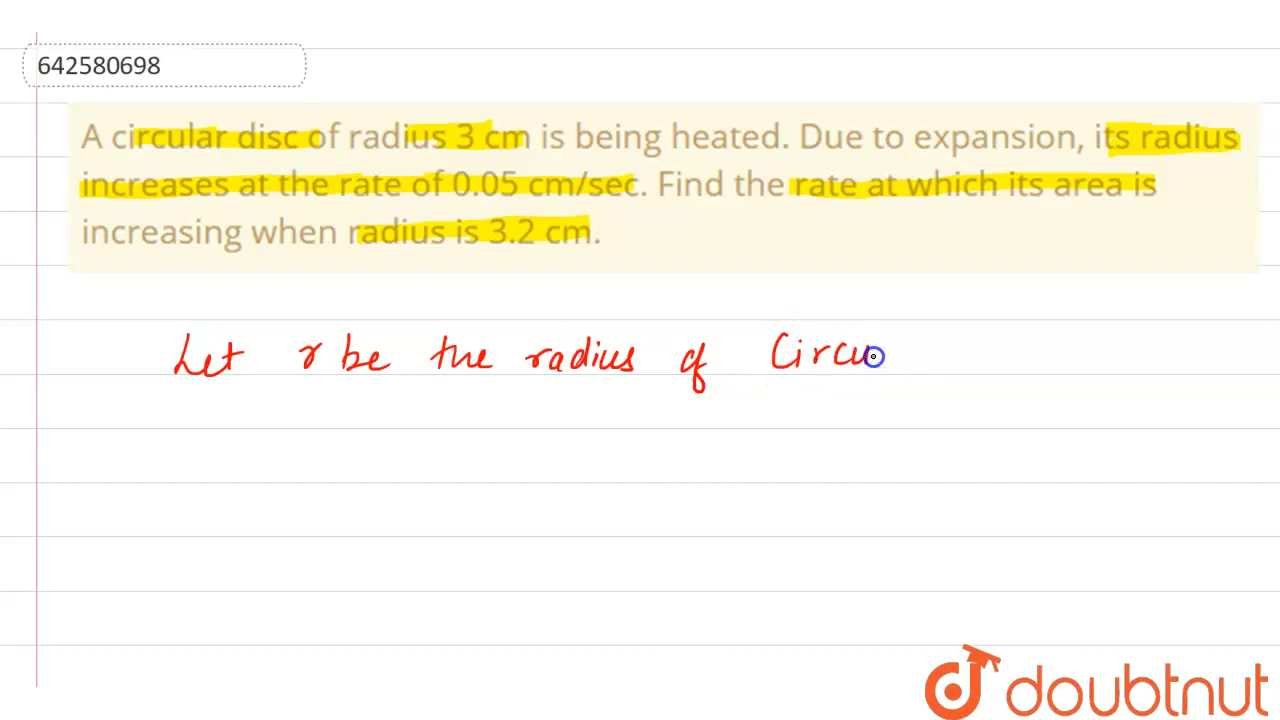 642580698
A circular disc of radius 3 cm is being heated. Due to expansion, its radius
increases at the rate of 0.05 cm/sec. Find the rate at which its area is
increasing when radius is 3.2 cm.
Let r be the radius of Circu
doubtnut